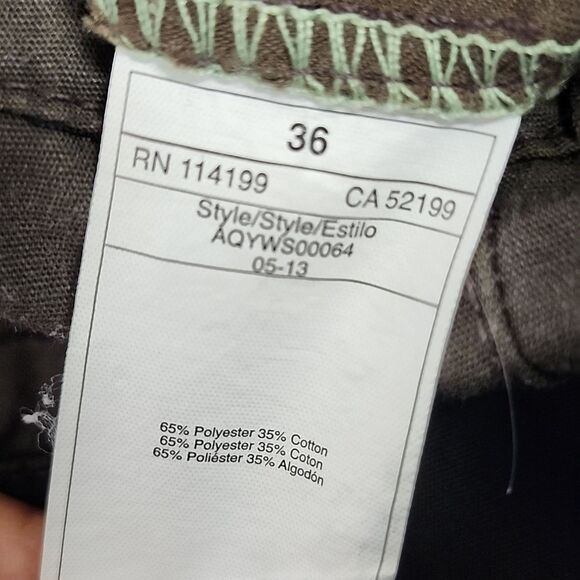 36
RN 114199 CA 52199
Style/Style/Estilo
AQYWS00064
05-13
65% Polyester 35% Cotton
65% Polyester 35% Coton
65% Poliéster 35% Algodón